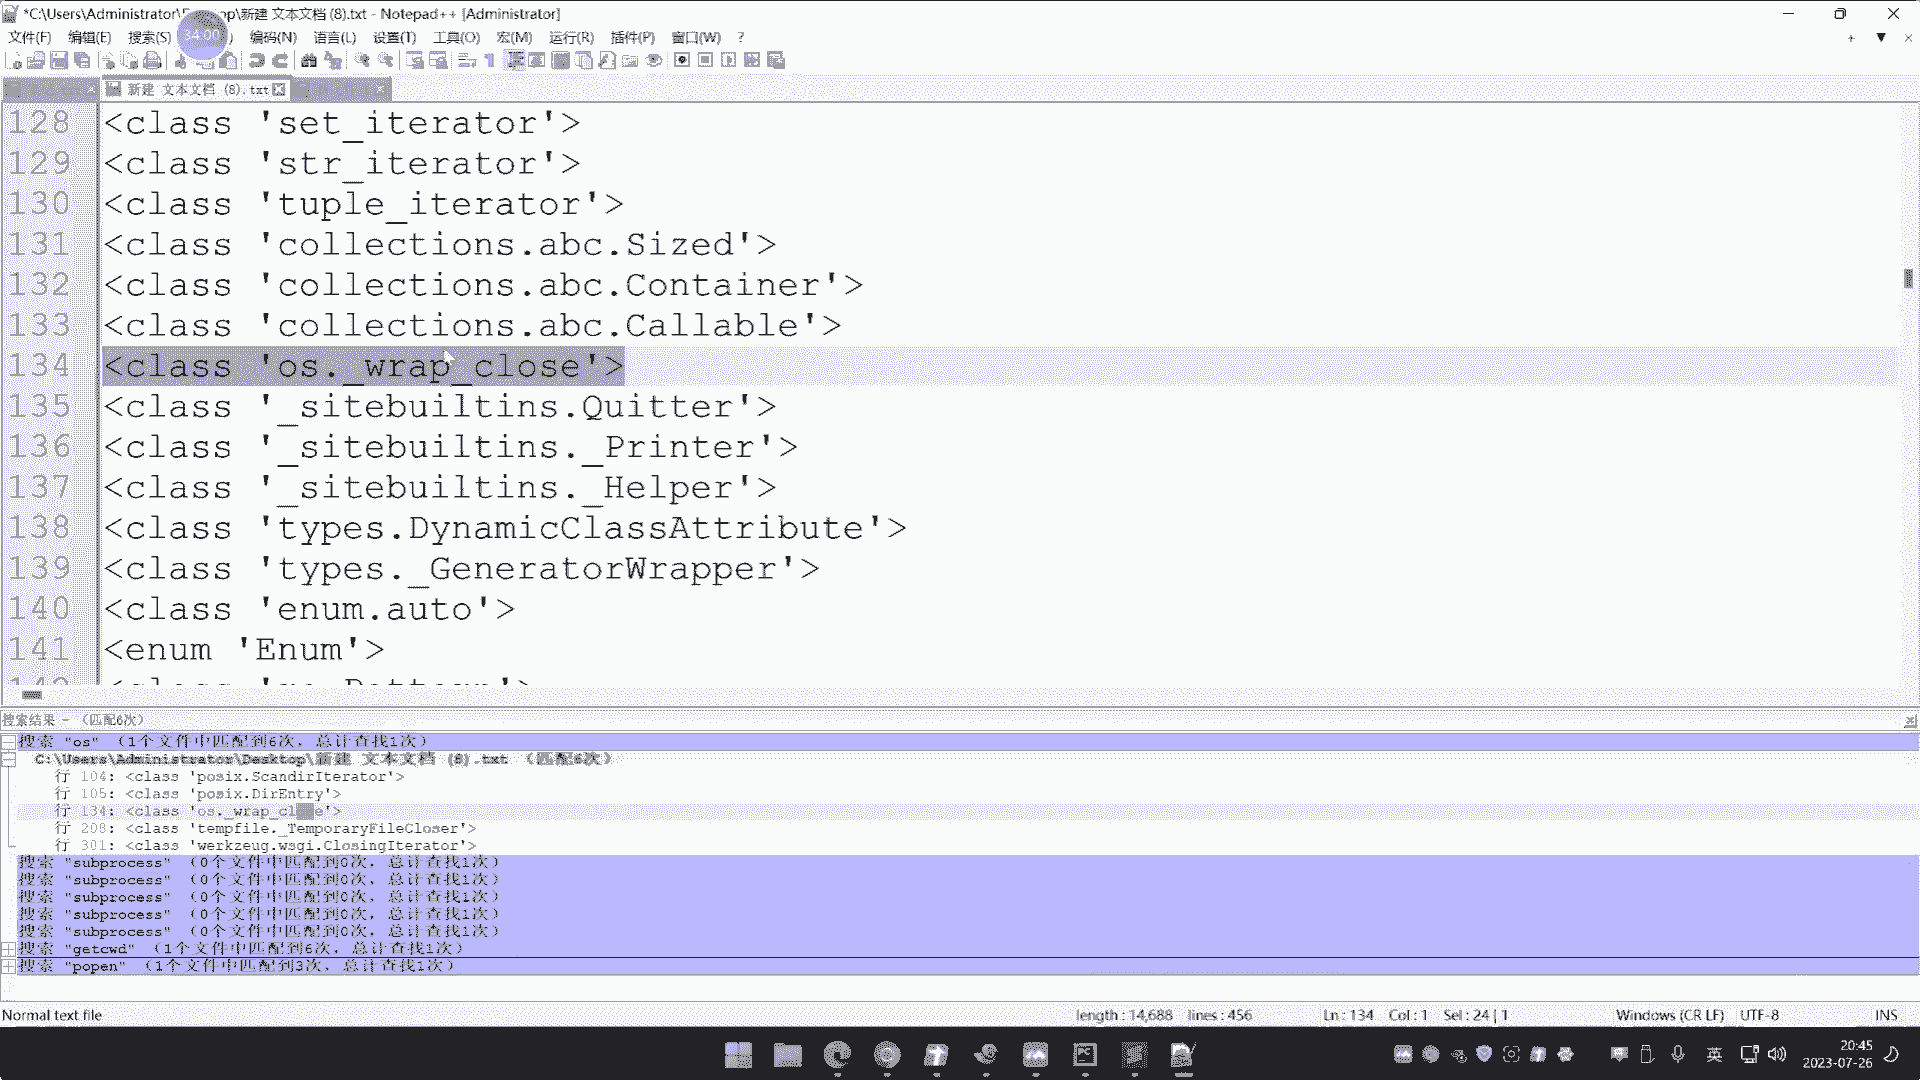 *C:\Users\Administrator\ op\新建 文本文档 (8).txt - Notepad++ [Administrator]
文件(F) 编辑(E) 搜索(S) 34:00 编码(N) 语言(L) 设置(T) 工具(O) 宏(M) 运行(R) 插件(P) 窗口(W) ?
新建 文本文档 (8).txt
128 <class 'set_iterator'>
129 <class 'str_iterator'>
130 <class 'tuple_iterator'>
131 <class 'collections.abc.Sized'>
132 <class 'collections.abc.Container'>
133 <class 'collections.abc.Callable'>
134 <class 'os._wrap_close'>
135 <class '_sitebuiltins.Quitter'>
136 <class '_sitebuiltins._Printer'>
137 <class '_sitebuiltins._Helper'>
138 <class 'types.DynamicClassAttribute'>
139 <class 'types._GeneratorWrapper'>
140 <class 'enum.auto'>
141 <enum 'Enum'>
搜索结果 - (匹配6次)
搜索 "os" (1个文件中匹配到6次, 总计查找1次)
C:\Users\Administrator\Desktop\新建 文本文档 (8).txt (匹配6次)
行 104: <class 'posix.ScandirIterator'>
行 105: <class 'posix.DirEntry'>
行 134: <class 'os._wrap_close'>
行 208: <class 'tempfile._TemporaryFileCloser'>
行 301: <class 'werkzeug.wsgi.ClosingIterator'>
搜索 "subprocess" (0个文件中匹配到0次, 总计查找1次)
搜索 "subprocess" (0个文件中匹配到0次, 总计查找1次)
搜索 "subprocess" (0个文件中匹配到0次, 总计查找1次)
搜索 "subprocess" (0个文件中匹配到0次, 总计查找1次)
搜索 "subprocess" (0个文件中匹配到0次, 总计查找1次)
搜索 "getcwd" (1个文件中匹配到6次, 总计查找1次)
搜索 "popen" (1个文件中匹配到3次, 总计查找1次)
Normal text file length : 14,688 lines : 456 Ln : 134 Col : 1 Sel : 24 | 1 Windows (CR LF) UTF-8 INS
英 20:45
2023-07-26